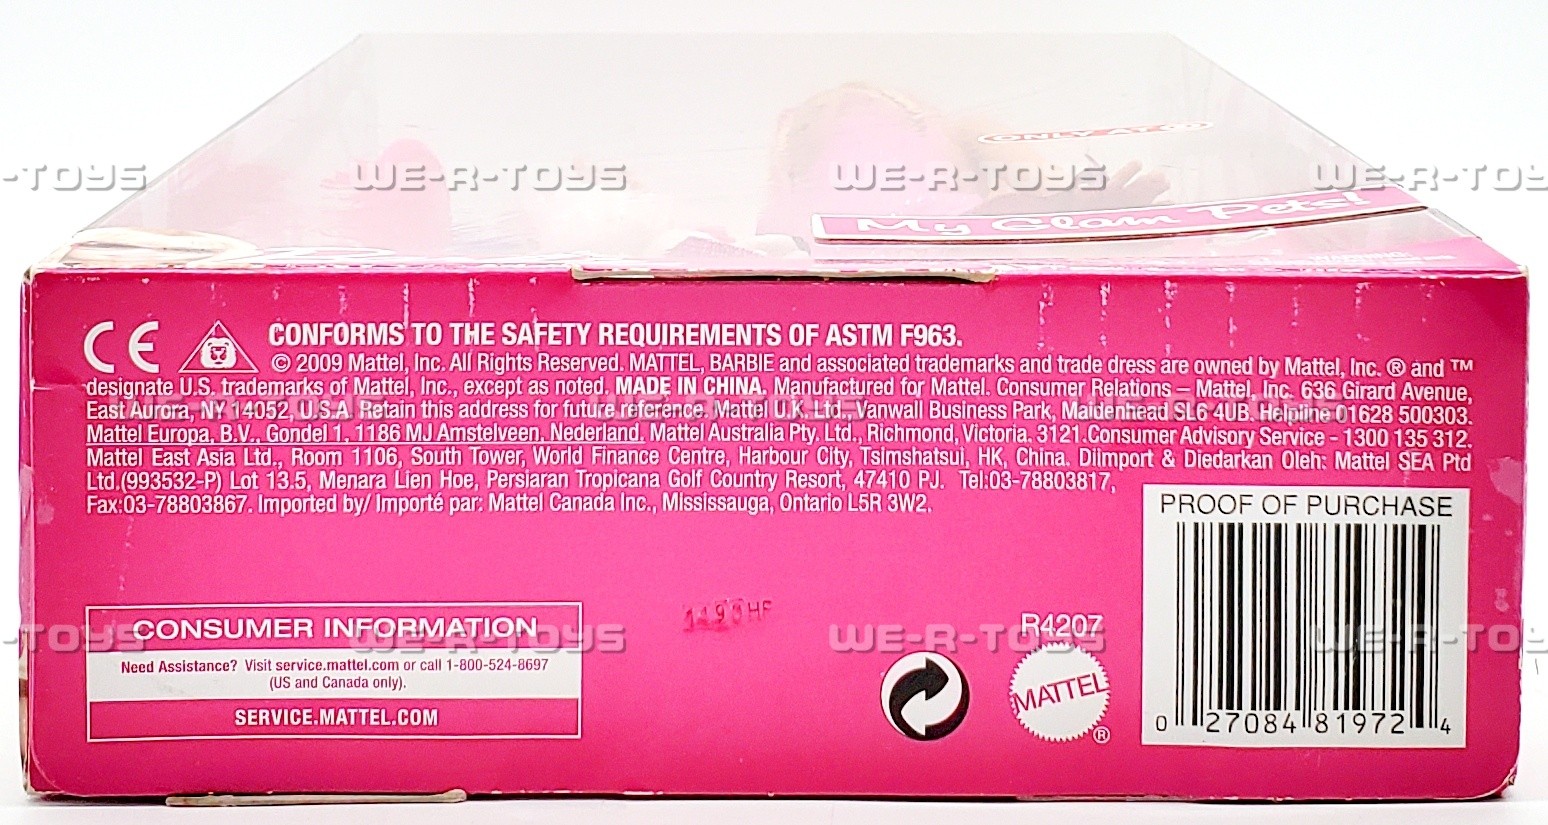 ONLY AT
My Glam Pets!
WARNING:
CE
CONFORMS TO THE SAFETY REQUIREMENTS OF ASTM F963.
© 2009 Mattel, Inc. All Rights Reserved. MATTEL, BARBIE and associated trademarks and trade dress are owned by Mattel, Inc. ® and ™
designate U.S. trademarks of Mattel, Inc., except as noted. MADE IN CHINA. Manufactured for Mattel. Consumer Relations – Mattel, Inc. 636 Girard Avenue,
East Aurora, NY 14052, U.S.A. Retain this address for future reference. Mattel U.K. Ltd., Vanwall Business Park, Maidenhead SL6 4UB. Helpline 01628 500303.
Mattel Europa, B.V., Gondel 1, 1186 MJ Amstelveen, Nederland. Mattel Australia Pty. Ltd., Richmond, Victoria. 3121.Consumer Advisory Service - 1300 135 312.
Mattel East Asia Ltd., Room 1106, South Tower, World Finance Centre, Harbour City, Tsimshatsui, HK, China. Diimport & Diedarkan Oleh: Mattel SEA Ptd
Ltd.(993532-P) Lot 13.5, Menara Lien Hoe, Persiaran Tropicana Golf Country Resort, 47410 PJ. Tel:03-78803817,
Fax:03-78803867. Imported by/ Importé par: Mattel Canada Inc., Mississauga, Ontario L5R 3W2.
PROOF OF PURCHASE
0 27084 81972 4
CONSUMER INFORMATION
Need Assistance? Visit service.mattel.com or call 1-800-524-8697
(US and Canada only).
SERVICE.MATTEL.COM
R4207
MATTEL
®
WE-R-TOYS